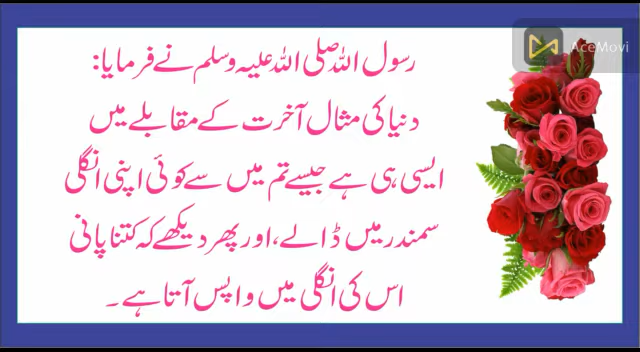 AceMovi
رسول اللہ صلی اللہ علیہ وسلم نے فرمایا:
دنیا کی مثال آخرت کے مقابلے میں
ایسی ہی ہے جیسے تم میں سے کوئی اپنی انگلی
سمندر میں ڈالے، اور پھر دیکھے کہ کتنا پانی
اس کی انگلی میں واپس آتا ہے۔